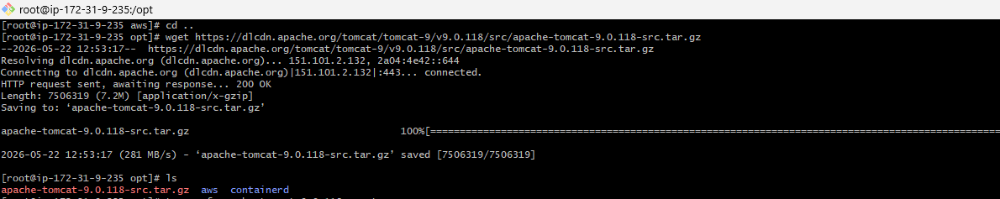 root@ip-172-31-9-235:/opt
[root@ip-172-31-9-235 aws]# cd ..
[root@ip-172-31-9-235 opt]# wget https://dlcdn.apache.org/tomcat/tomcat-9/v9.0.118/src/apache-tomcat-9.0.118-src.tar.gz
--2026-05-22 12:53:17--  https://dlcdn.apache.org/tomcat/tomcat-9/v9.0.118/src/apache-tomcat-9.0.118-src.tar.gz
Resolving dlcdn.apache.org (dlcdn.apache.org)... 151.101.2.132, 2a04:4e42::644
Connecting to dlcdn.apache.org (dlcdn.apache.org)|151.101.2.132|:443... connected.
HTTP request sent, awaiting response... 200 OK
Length: 7506319 (7.2M) [application/x-gzip]
Saving to: ‘apache-tomcat-9.0.118-src.tar.gz’
apache-tomcat-9.0.118-src.tar.gz 100%[=================================================================================================
2026-05-22 12:53:17 (281 MB/s) - ‘apache-tomcat-9.0.118-src.tar.gz’ saved [7506319/7506319]
[root@ip-172-31-9-235 opt]# ls
apache-tomcat-9.0.118-src.tar.gz  aws  containerd